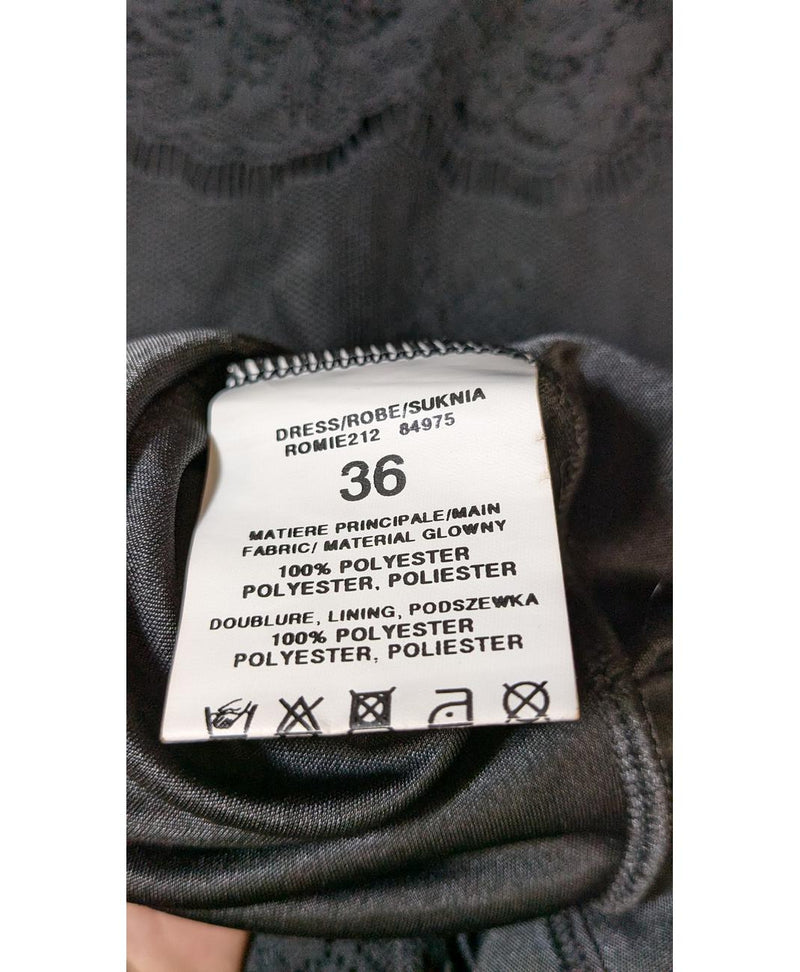 DRESS/ROBE/SUKNIA
ROMIE212 84975
36
MATIERE PRINCIPALE/MAIN
FABRIC/ MATERIAL GLOWNY
100% POLYESTER
POLYESTER, POLIESTER
DOUBLURE, LINING, PODSZEWKA
100% POLYESTER
POLYESTER, POLIESTER